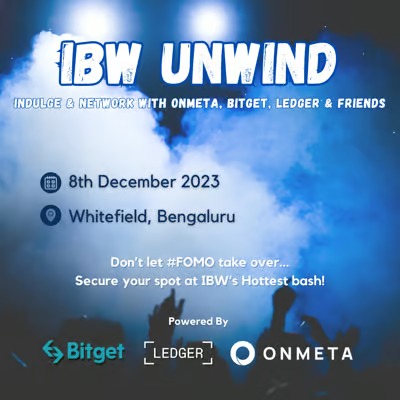 IBW UNWIND
INDULGE & NETWORK WITH ONMETA, BITGET, LEDGER & FRIENDS
8th December 2023
Whitefield, Bengaluru
Don't let #FOMO take over...
Secure your spot at IBW's Hottest bash!
Powered By
Bitget LEDGER ONMETA